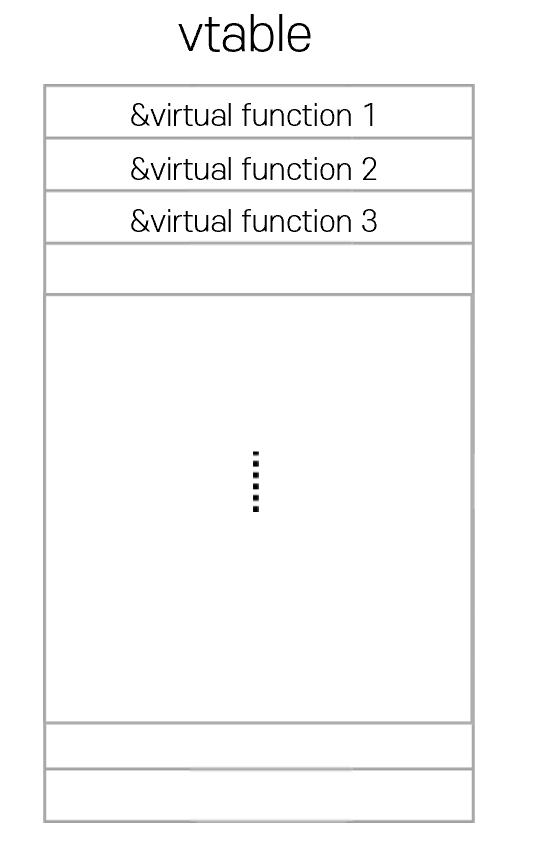 vtable
&virtual function 1
&virtual function 2
&virtual function 3